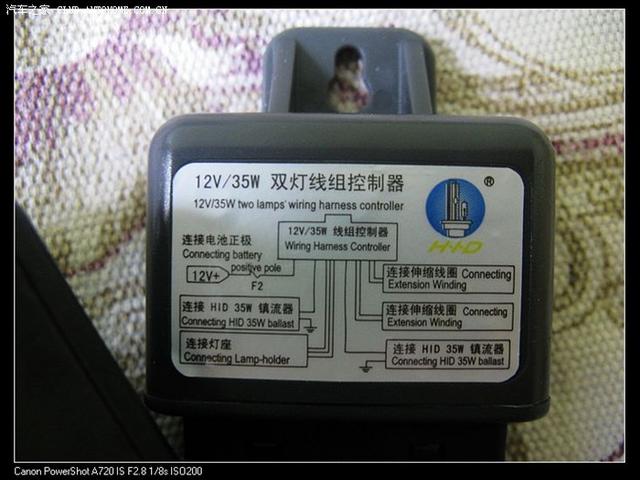 汽车之家 CLUB.AUTOHOME.COM.CN
12V/35W 双灯线组控制器
12V/35W two lamps' wiring harness controller
®
HID
12V/35W 线组控制器
Wiring Harness Controller
连接电池正极
Connecting battery
positive pole
12V+
F2
连接 HID 35W 镇流器
Connecting HID 35W ballast
连接灯座
Connecting Lamp-holder
连接伸缩线圈 Connecting
Extension Winding
连接伸缩线圈 Connecting
Extension Winding
连接 HID 35W 镇流器
Connecting HID 35W ballast
Canon PowerShot A720 IS F2.8 1/8s ISO200